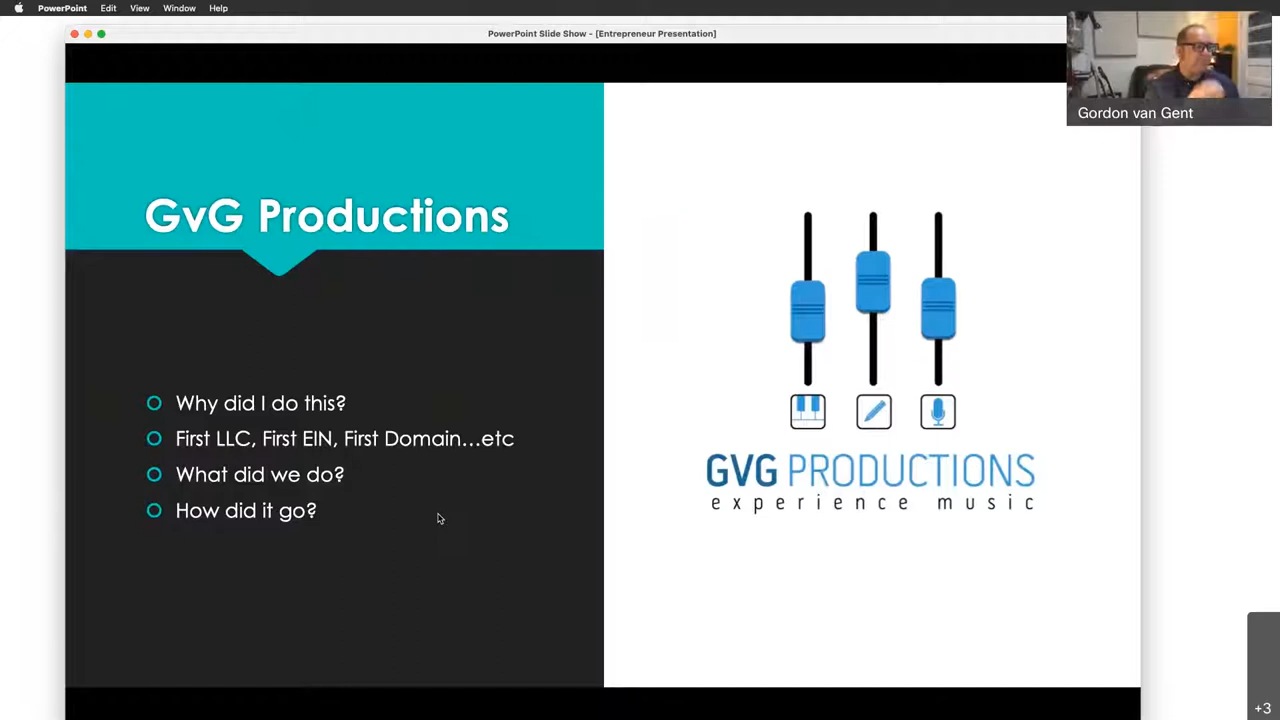 PowerPoint Edit View Window Help
PowerPoint Slide Show - [Entrepreneur Presentation]
Gordon van Gent
GvG Productions
Why did I do this?
First LLC, First EIN, First Domain...etc
What did we do?
How did it go?
GVG PRODUCTIONS
experience music
+3